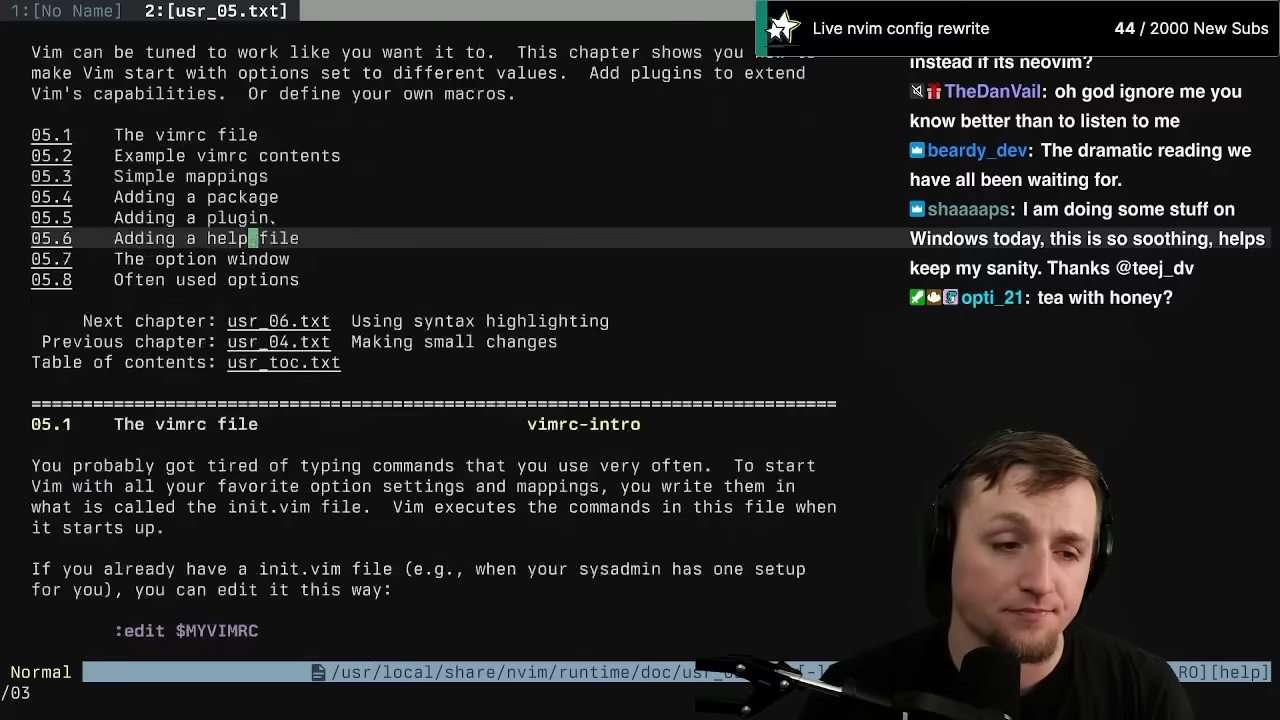 1:[No Name]  2:[usr_05.txt]
Live nvim config rewrite  44 / 2000 New Subs
Vim can be tuned to work like you want it to.  This chapter shows you
make Vim start with options set to different values.  Add plugins to extend
Vim's capabilities.  Or define your own macros.
05.1 The vimrc file
05.2 Example vimrc contents
05.3 Simple mappings
05.4 Adding a package
05.5 Adding a plugin
05.6 Adding a help file
05.7 The option window
05.8 Often used options
Next chapter: usr_06.txt  Using syntax highlighting
Previous chapter: usr_04.txt  Making small changes
Table of contents: usr_toc.txt
==============================================================================
05.1 The vimrc file vimrc-intro
You probably got tired of typing commands that you use very often.  To start
Vim with all your favorite option settings and mappings, you write them in
what is called the init.vim file.  Vim executes the commands in this file when
it starts up.
If you already have a init.vim file (e.g., when your sysadmin has one setup
for you), you can edit it this way:
:edit $MYVIMRC
Normal /usr/local/share/nvim/runtime/doc/usr_ [-] RO][help]
/03
instead if its neovim?
TheDanVail: oh god ignore me you
know better than to listen to me
beardy_dev: The dramatic reading we
have all been waiting for.
shaaaaps: I am doing some stuff on
Windows today, this is so soothing, helps
keep my sanity. Thanks @teej_dv
opti_21: tea with honey?